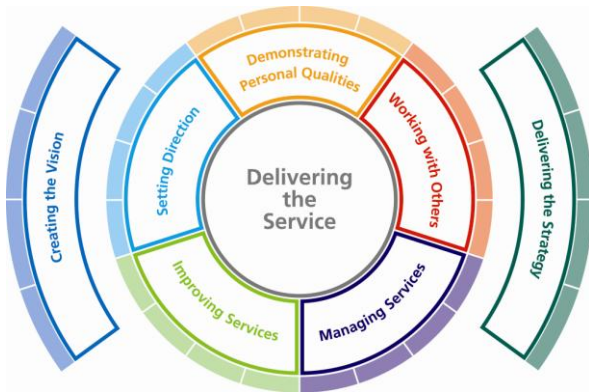 Demonstrating
Personal Qualities
Creating the Vision
Setting Direction
Delivering
the
Service
Working with Others
Delivering the Strategy
Improving Services
Managing Services